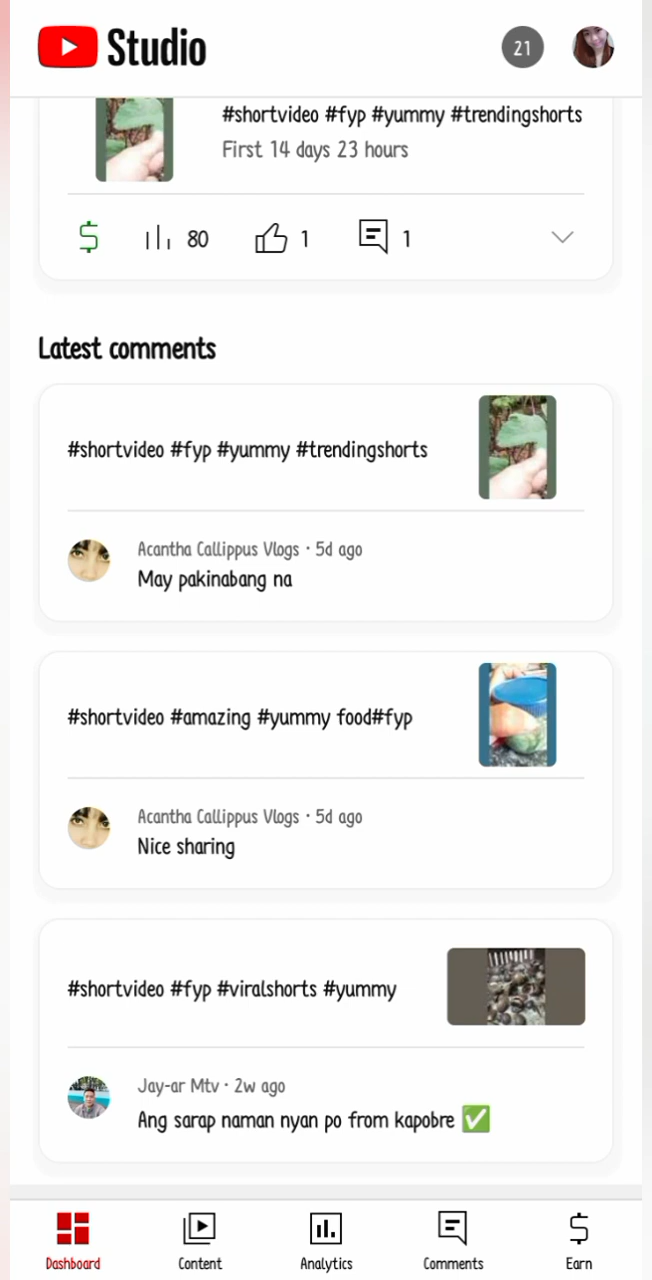 Studio
21
#shortvideo #fyp #yummy #trendingshorts
First 14 days 23 hours
80
1
1
Latest comments
#shortvideo #fyp #yummy #trendingshorts
Acantha Callippus Vlogs · 5d ago
May pakinabang na
#shortvideo #amazing #yummy food#fyp
Acantha Callippus Vlogs · 5d ago
Nice sharing
#shortvideo #fyp #viralshorts #yummy
Jay-ar Mtv · 2w ago
Ang sarap naman nyan po from kapobre ✅
Dashboard
Content
Analytics
Comments
Earn